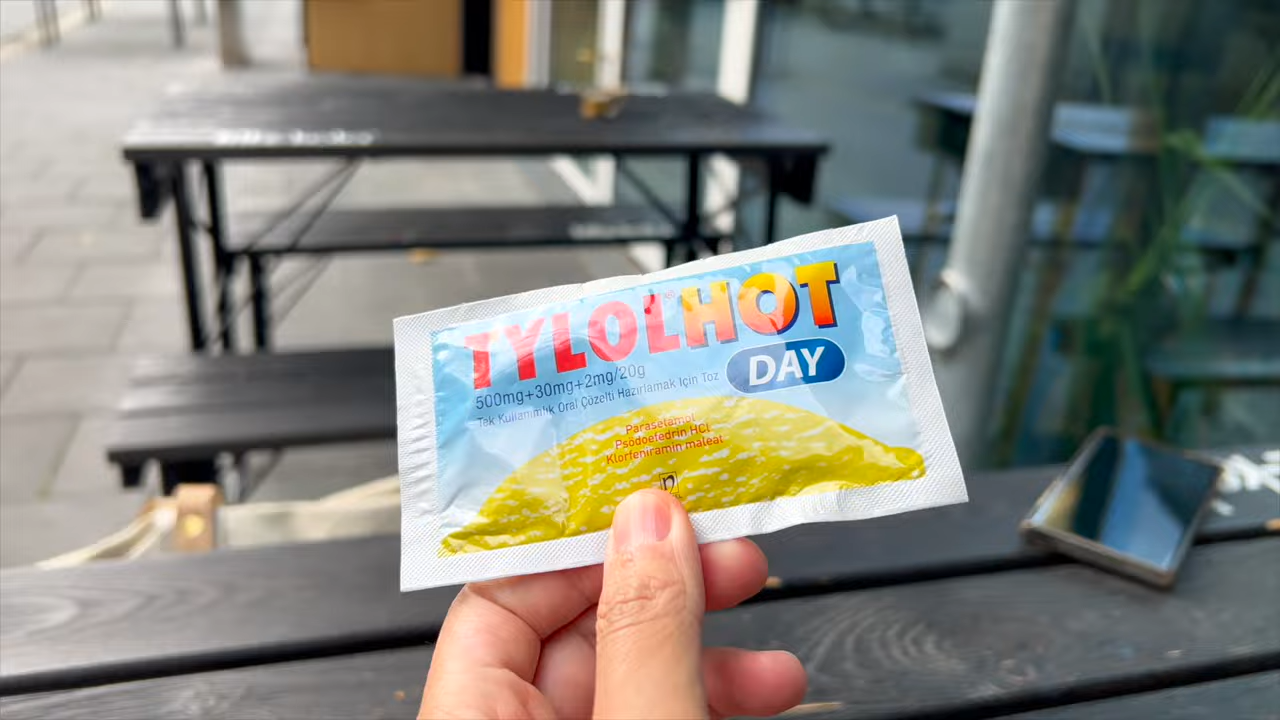 TYLOLHOT®
DAY
500mg+30mg+2mg/20g
Tek Kullanımlık Oral Çözelti Hazırlamak İçin Toz
Parasetamol
Psödoefedrin HCl
Klorfeniramin maleat
n